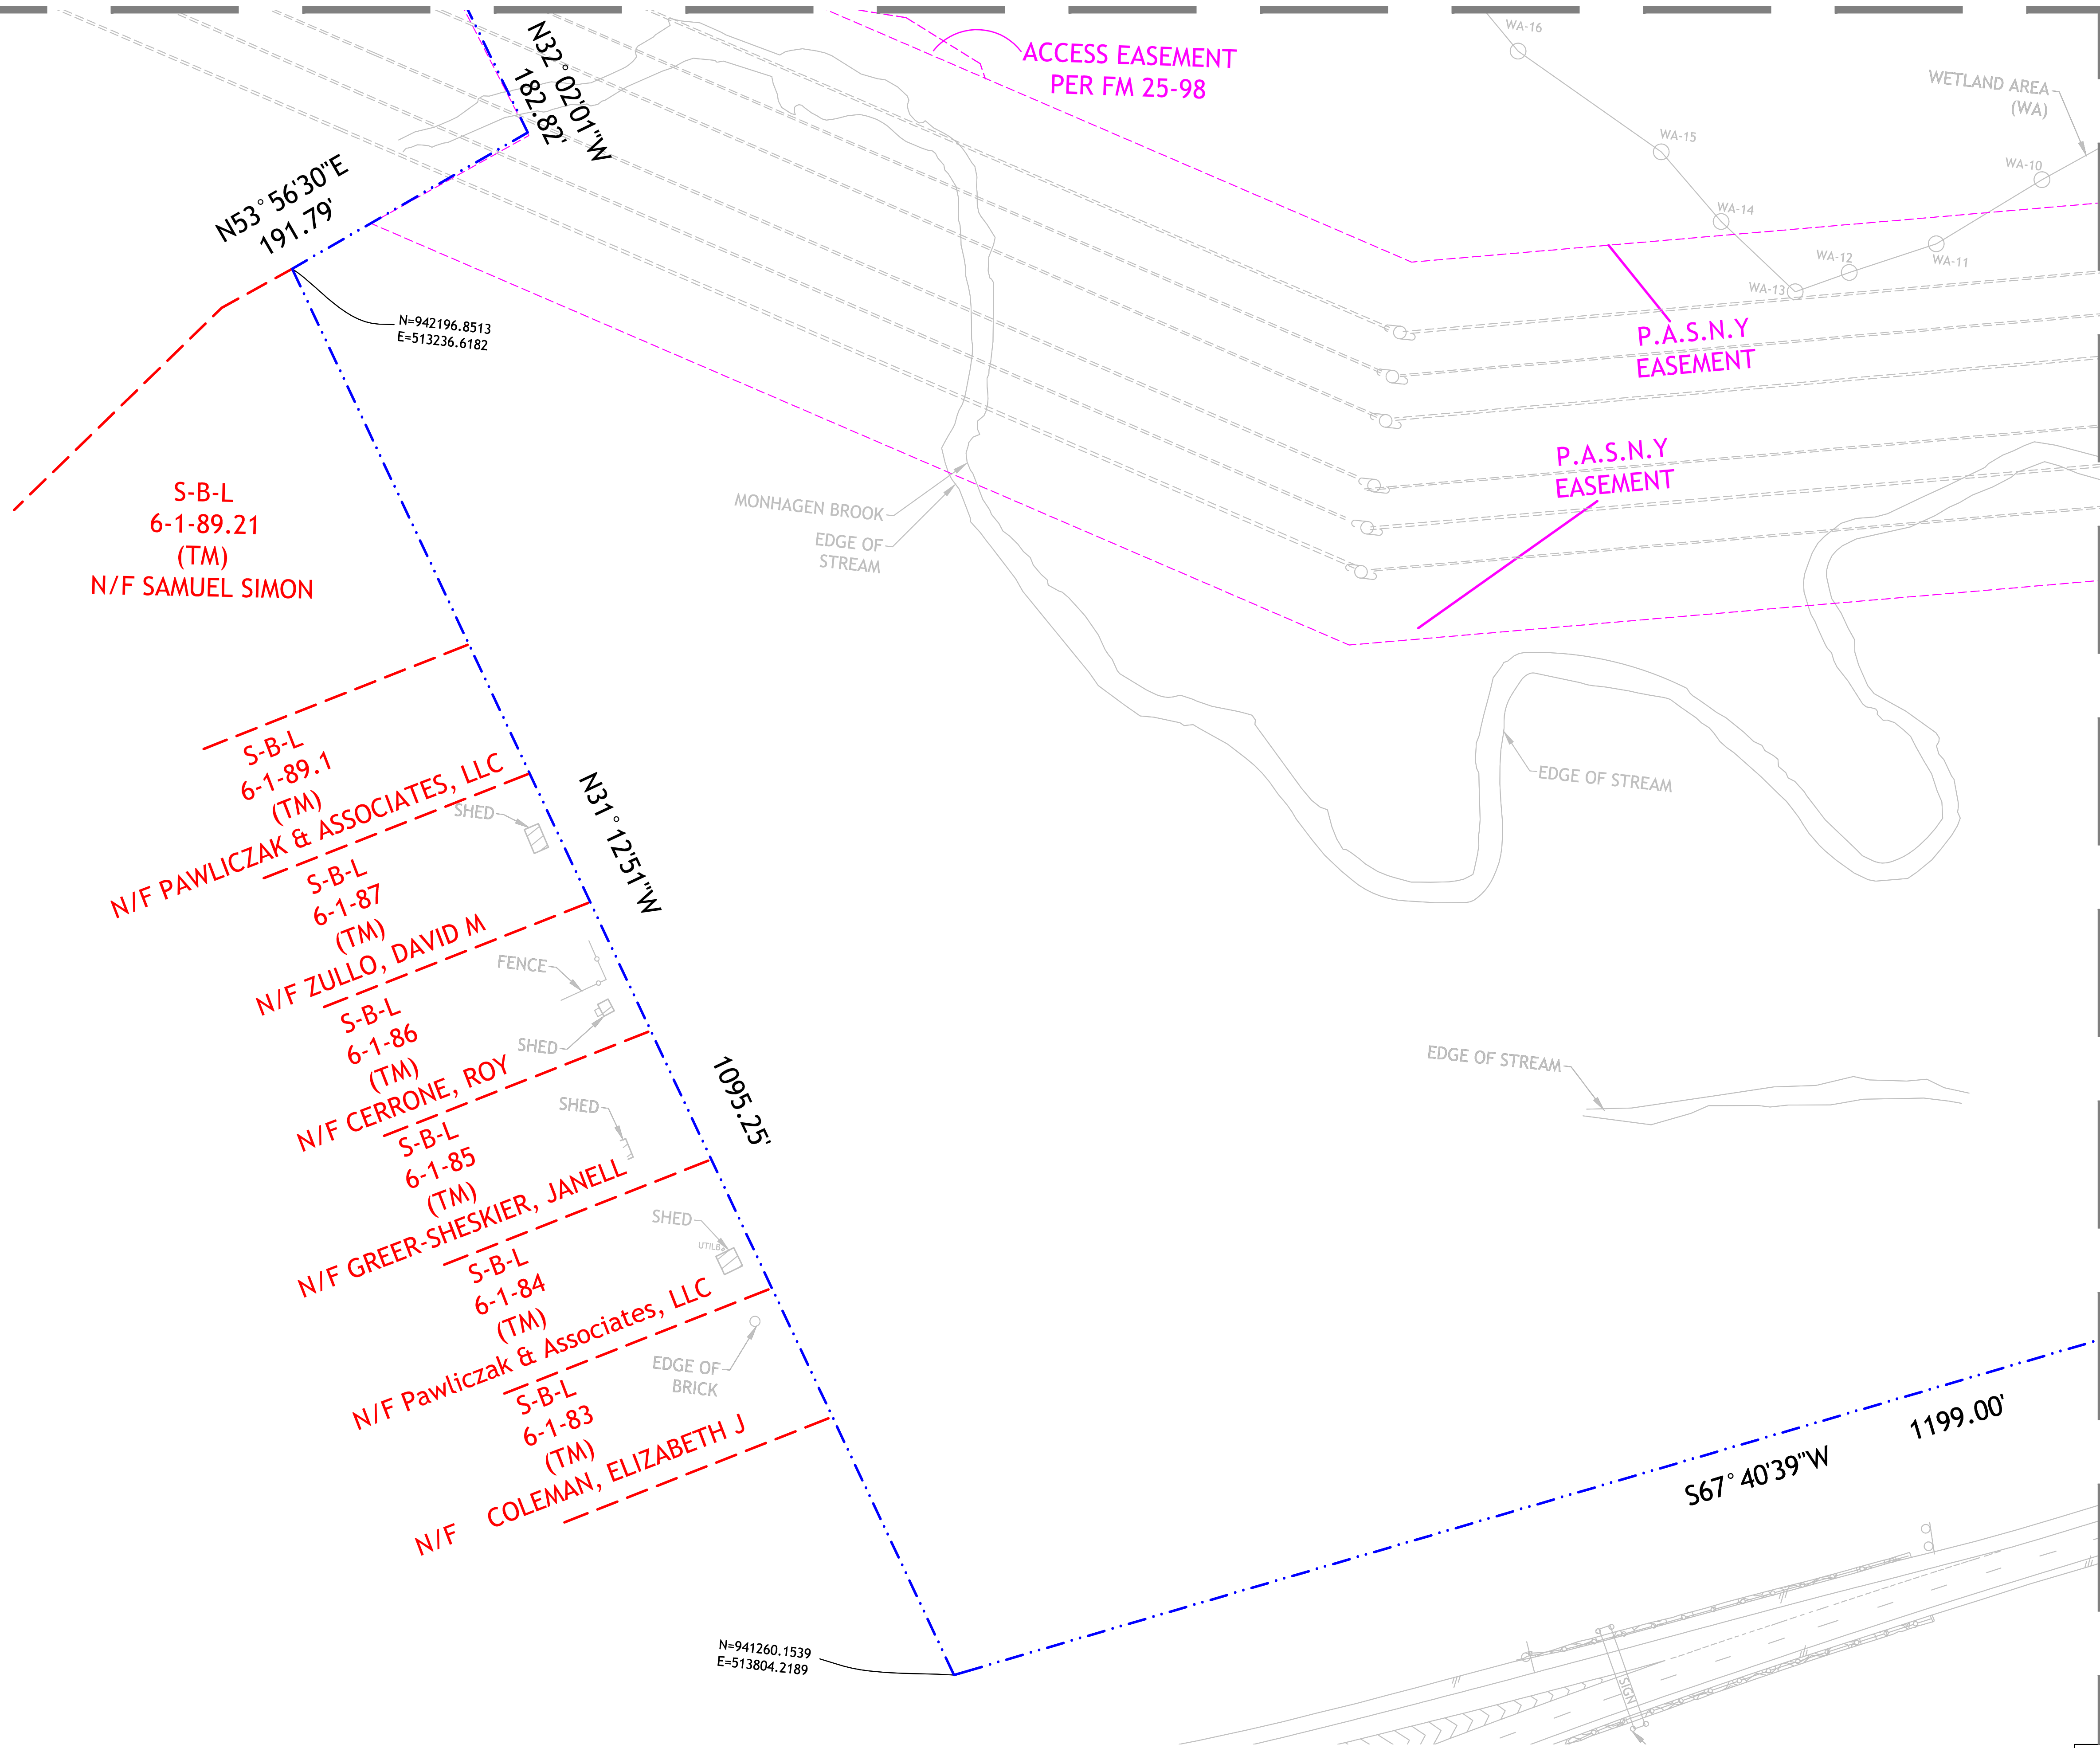 N32°02'01"W
182.82'
ACCESS EASEMENT
PER FM 25-98
WA-16
WETLAND AREA
(WA)
WA-15
WA-10
WA-14
WA-12
WA-11
WA-13
N53°56'30"E
191.79'
N=942196.8513
E=513236.6182
P.A.S.N.Y
EASEMENT
P.A.S.N.Y
EASEMENT
MONHAGEN BROOK
EDGE OF
STREAM
S-B-L
6-1-89.21
(TM)
N/F SAMUEL SIMON
S-B-L
6-1-89.1
(TM)
N/F PAWLICZAK & ASSOCIATES, LLC
SHED
N31°12'51"W
EDGE OF STREAM
S-B-L
6-1-87
(TM)
N/F ZULLO, DAVID M
FENCE
S-B-L
6-1-86
(TM)
N/F CERRONE, ROY
SHED
1095.25'
EDGE OF STREAM
SHED
S-B-L
6-1-85
(TM)
N/F GREER-SHESKIER, JANELL
SHED
UTILB
S-B-L
6-1-84
(TM)
N/F Pawliczak & Associates, LLC
EDGE OF
BRICK
S-B-L
6-1-83
(TM)
N/F COLEMAN, ELIZABETH J
1199.00'
S67°40'39"W
N=941260.1539
E=513804.2189
SIGN